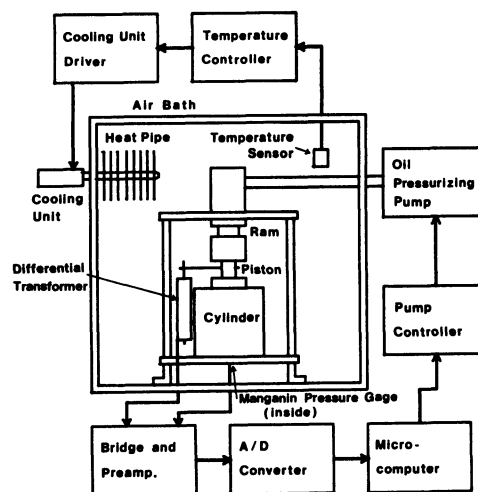 Cooling Unit
Driver
Temperature
Controller
Air Bath
Heat Pipe
Temperature
Sensor
Oil
Pressurizing
Pump
Cooling
Unit
Ram
Differential
Transformer
Piston
Cylinder
Pump
Controller
Manganin Pressure Gage
(inside)
Bridge and
Preamp.
A/D
Converter
Micro-
computer